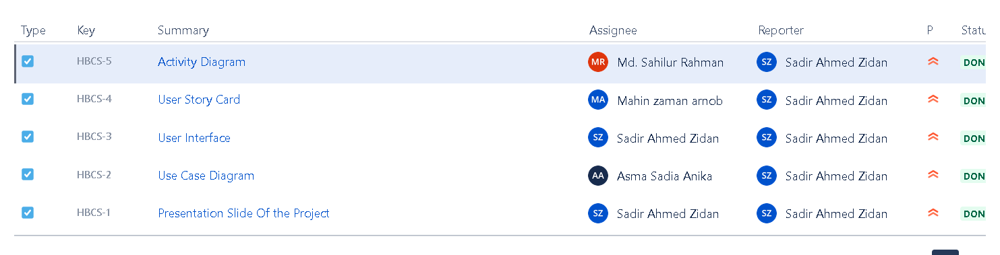 Type Key Summary Assignee Reporter P Statu
HBCS-5 Activity Diagram MR Md. Sahilur Rahman SZ Sadir Ahmed Zidan DON
HBCS-4 User Story Card MA Mahin zaman arnob SZ Sadir Ahmed Zidan DON
HBCS-3 User Interface SZ Sadir Ahmed Zidan SZ Sadir Ahmed Zidan DON
HBCS-2 Use Case Diagram AA Asma Sadia Anika SZ Sadir Ahmed Zidan DON
HBCS-1 Presentation Slide Of the Project SZ Sadir Ahmed Zidan SZ Sadir Ahmed Zidan DON